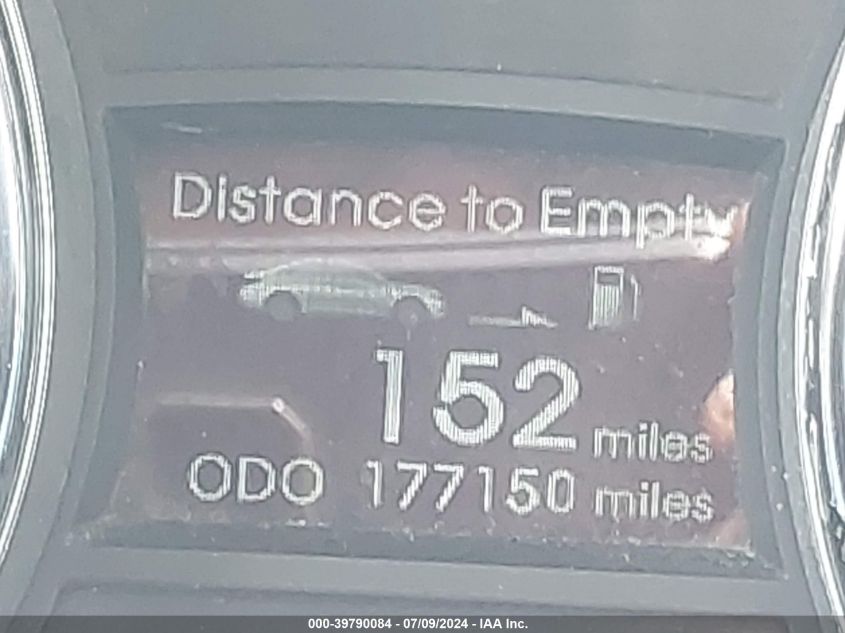 Distance to Empty
152 miles
ODO 177150 miles
000-39790084 - 07/09/2024 - IAA Inc.